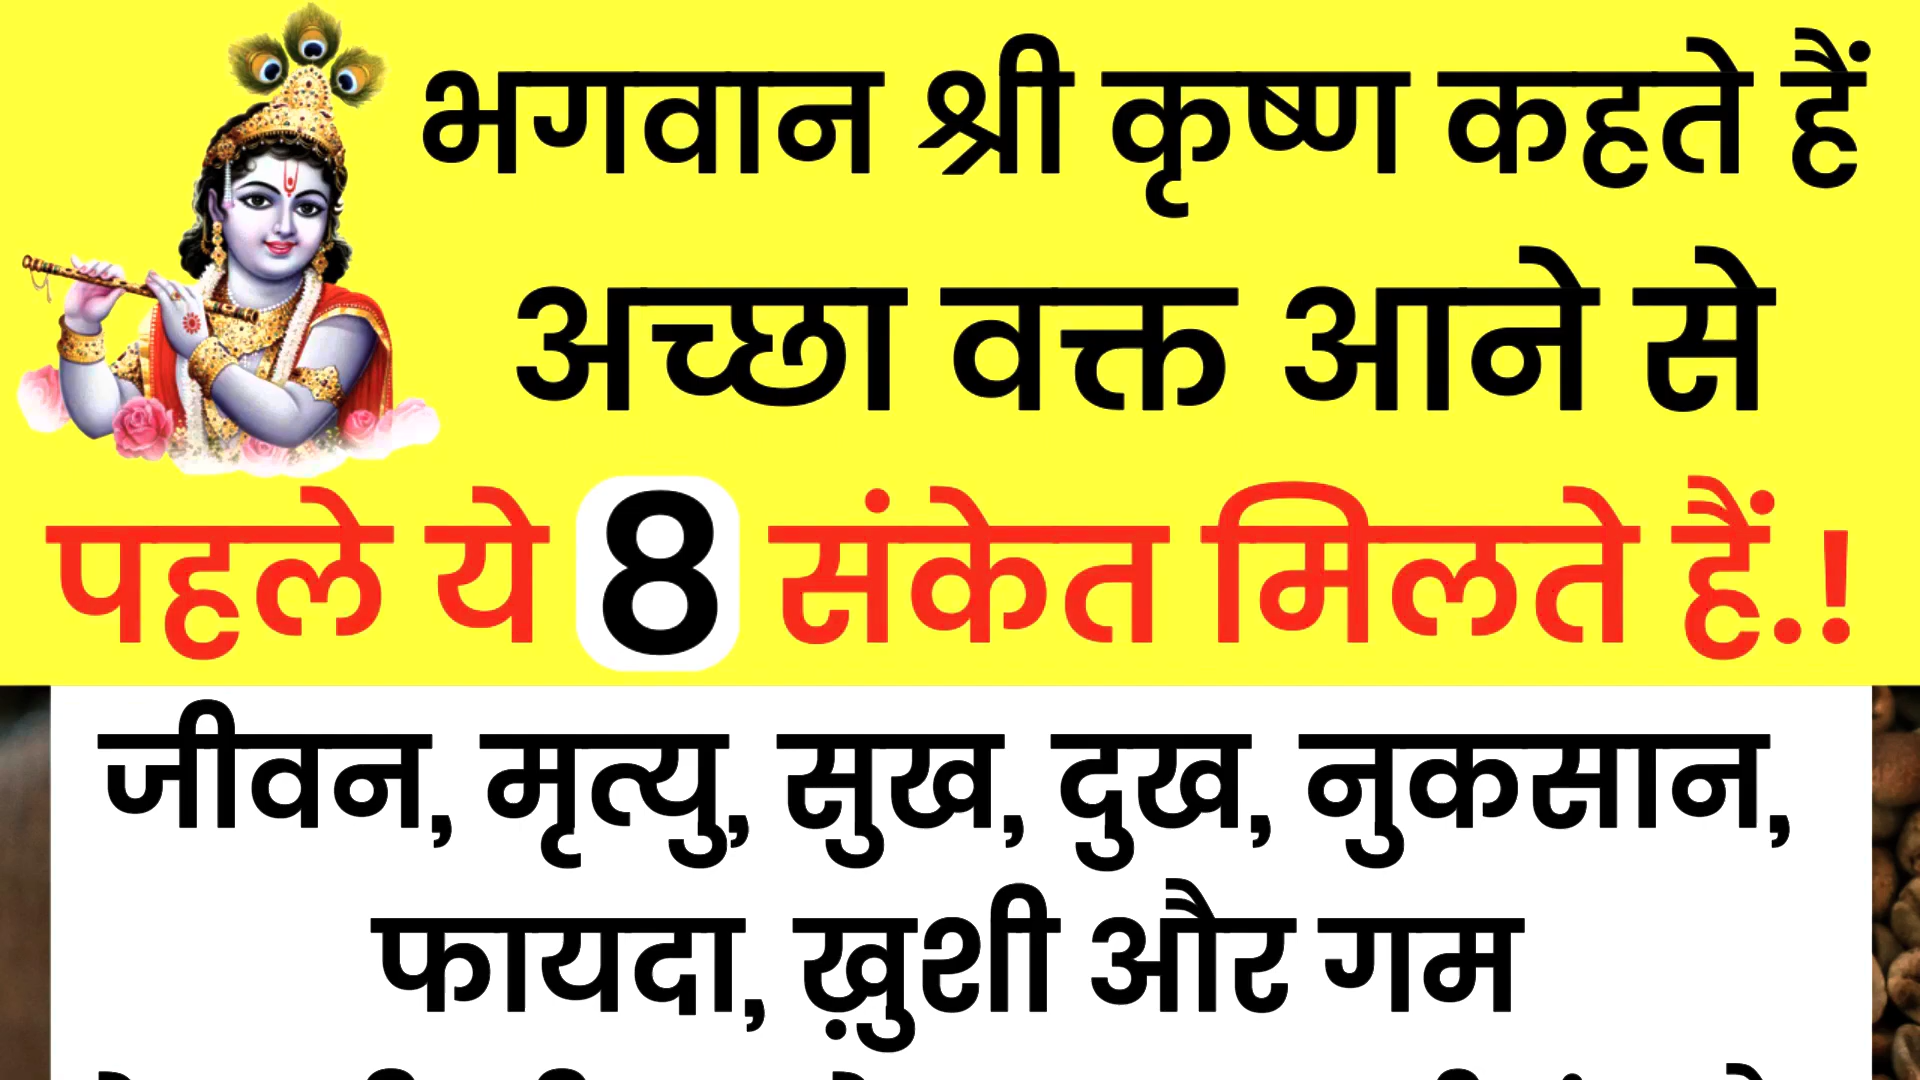 भगवान श्री कृष्ण कहते हैं
अच्छा वक्त आने से
पहले ये 8 संकेत मिलते हैं.!
जीवन, मृत्यु, सुख, दुख, नुकसान,
फायदा, ख़ुशी और गम